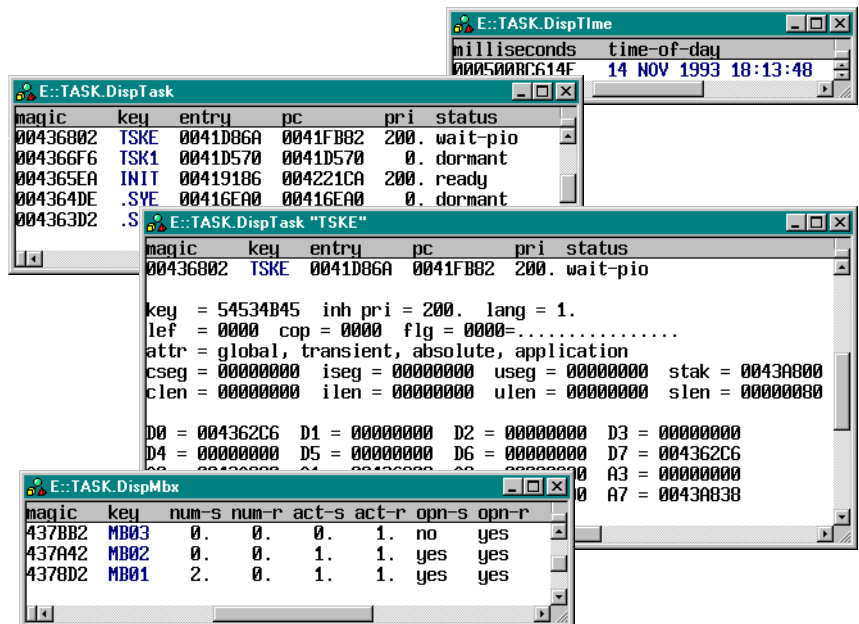 E::TASK.DispTIme
milliseconds time-of-day
000500BC614E 14 NOV 1993 18:13:48
E::TASK.DispTask
magic key entry pc pri status
00436802 TSKE 0041D86A 0041FB82 200. wait-pio
004366F6 TSK1 0041D570 0041D570 0. dormant
004365EA INIT 00419186 004221CA 200. ready
004364DE .SYE 00416EA0 00416EA0 0. dormant
004363D2
E::TASK.DispTask "TSKE"
magic key entry pc pri status
00436802 TSKE 0041D86A 0041FB82 200. wait-pio
key = 54534B45 inh pri = 200. lang = 1.
lef = 0000 cop = 0000 flg = 0000=................
attr = global, transient, absolute, application
cseg = 00000000 iseg = 00000000 useg = 00000000 stak = 0043A800
clen = 00000000 ilen = 00000000 ulen = 00000000 slen = 00000080
D0 = 004362C6 D1 = 00000000 D2 = 00000000 D3 = 00000000
D4 = 00000000 D5 = 00000000 D6 = 00000000 D7 = 004362C6
A3 = 00000000
A7 = 0043A838
E::TASK.DispMbx
magic key num-s num-r act-s act-r opn-s opn-r
437BB2 MB03 0. 0. 0. 1. no yes
437A42 MB02 0. 0. 1. 1. yes yes
4378D2 MB01 2. 0. 1. 1. yes yes